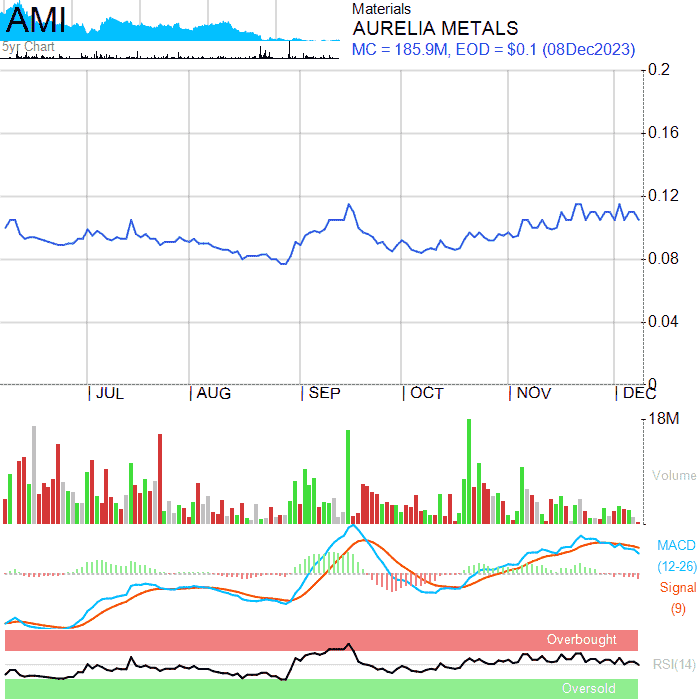 AMI
5yr Chart
Materials
AURELIA METALS
MC = 185.9M, EOD = $0.1 (08Dec2023)
0.2
0.16
0.12
0.08
0.04
0
JUL AUG SEP OCT NOV DEC
18M
Volume
MACD
(12-26)
Signal
(9)
Overbought
RSI(14)
Oversold